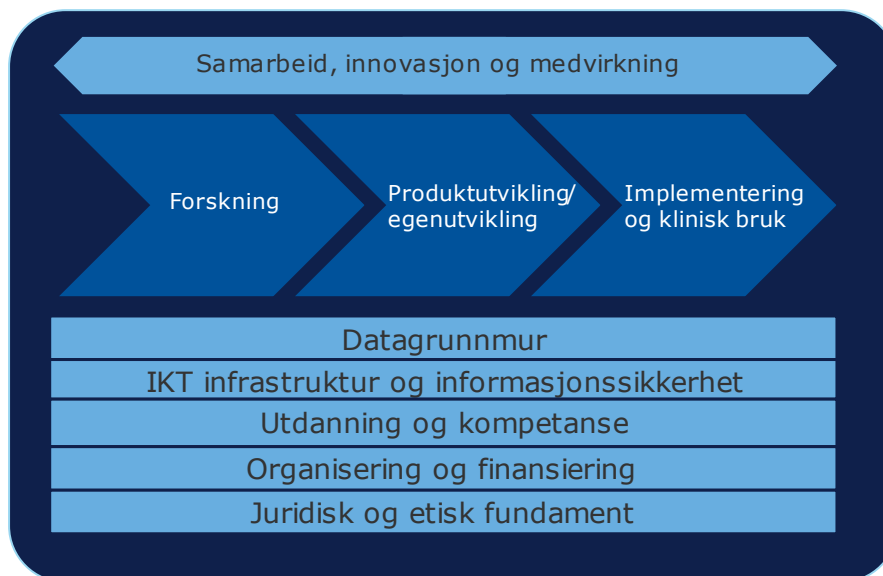 Samarbeid, innovasjon og medvirkning
Forskning
Produktutvikling/
egenutvikling
Implementering
og klinisk bruk
Datagrunnmur
IKT infrastruktur og informasjonssikkerhet
Utdanning og kompetanse
Organisering og finansiering
Juridisk og etisk fundament